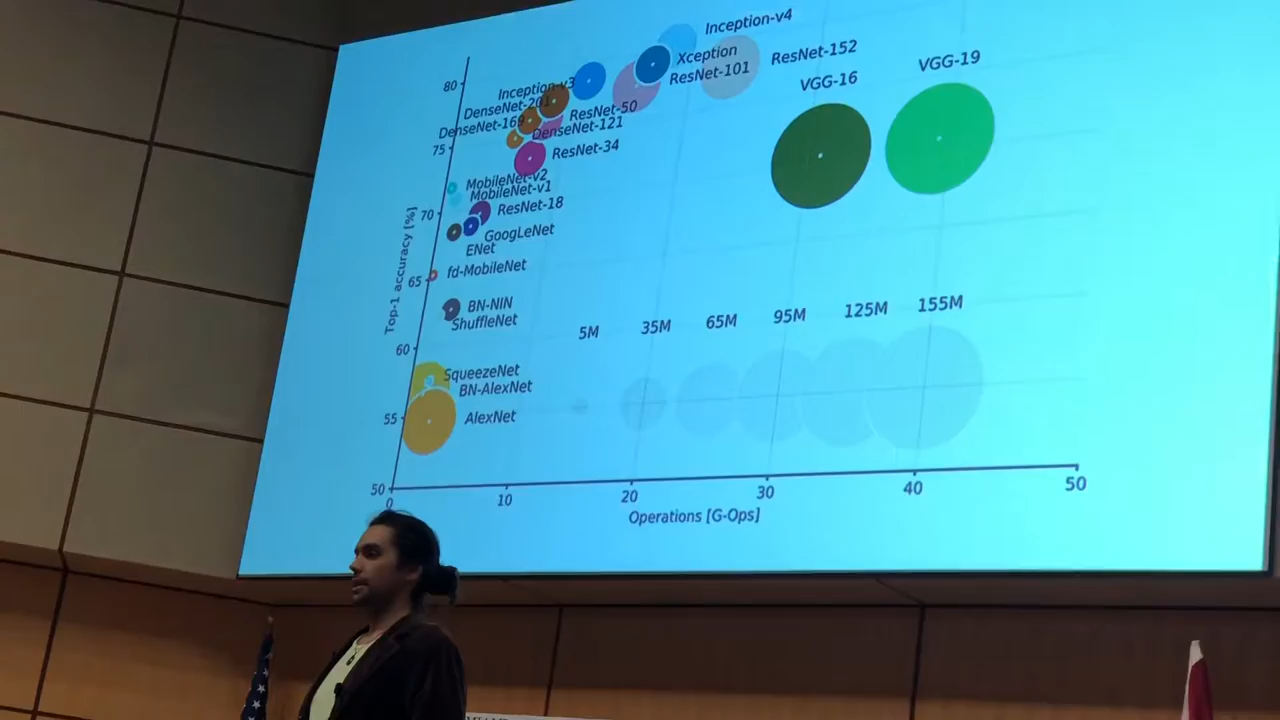 Inception-v4
Xception
ResNet-152
VGG-19
80
Inception-v3
ResNet-101
VGG-16
DenseNet-201
ResNet-50
DenseNet-169
DenseNet-121
75
ResNet-34
MobileNet-v2
MobileNet-v1
70
ResNet-18
GoogLeNet
ENet
65
fd-MobileNet
BN-NIN
ShuffleNet
5M 35M 65M 95M 125M 155M
60
SqueezeNet
BN-AlexNet
55
AlexNet
50
Top-1 accuracy [%]
0 10 20 30 40 50
Operations [G-Ops]